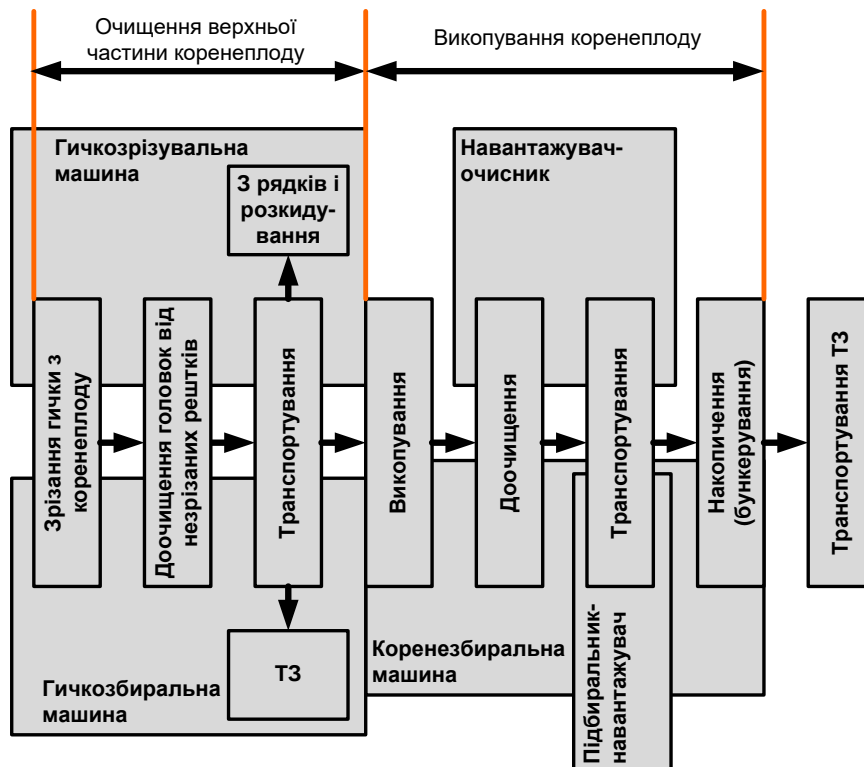 Очищення верхньої
частини коренеплоду
Викопування коренеплоду
Гичкозрізувальна
машина
З рядків і
розкиду-
вання
Навантажувач-
очисник
Зрізання гички з
коренеплоду
Доочищення головок від
незрізаних рештків
Транспортування
Викопування
Доочищення
Транспортування
Накопичення
(бункерування)
Транспортування ТЗ
Гичкозбиральна
машина
ТЗ
Коренезбиральна
машина
Підбиральник-
навантажувач